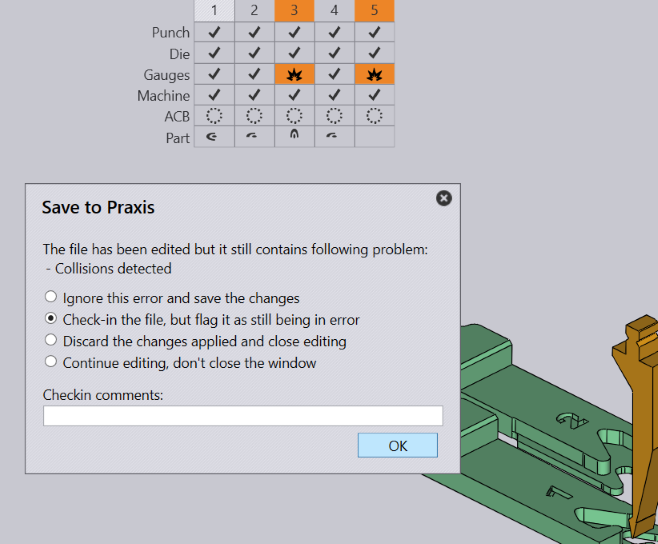 1 2 3 4 5
Punch
Die
Gauges
Machine
ACB
Part
Save to Praxis
The file has been edited but it still contains following problem:
- Collisions detected
Ignore this error and save the changes
Check-in the file, but flag it as still being in error
Discard the changes applied and close editing
Continue editing, don't close the window
Checkin comments:
OK